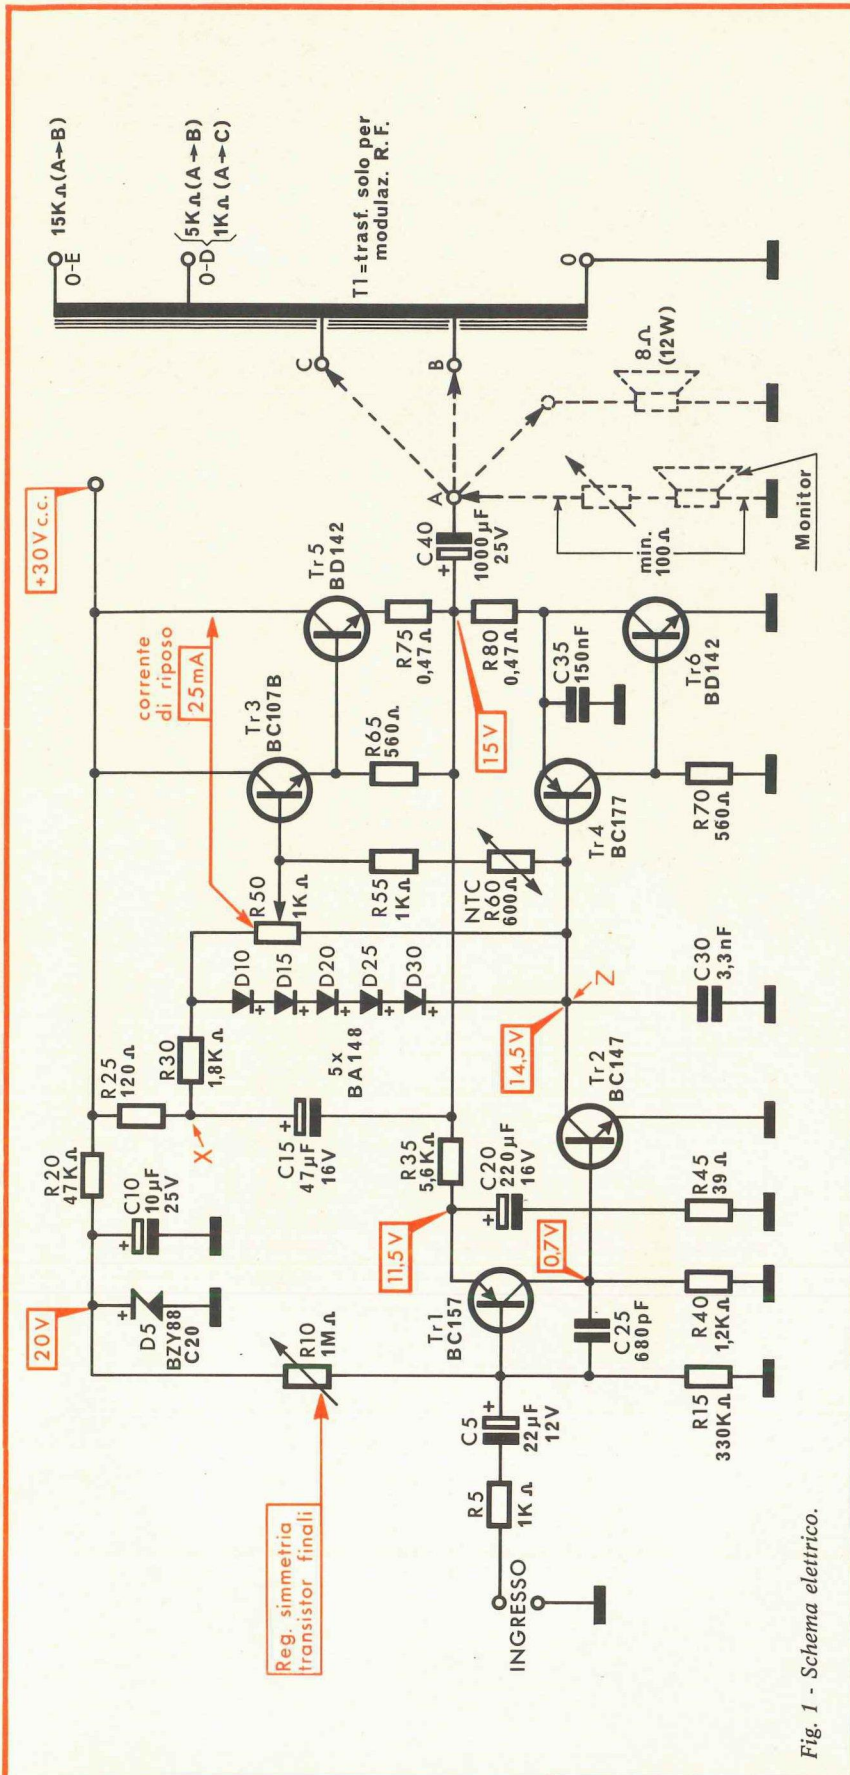 +30V c.c.
15KΩ(A→B)
O-E
5KΩ(A→B)
1KΩ(A→C)
O-D
T1=trasf. solo per
modulaz. R.F.
O
C
B
A
8Ω
(12W)
min.
100Ω
Monitor
C40
1000µF
25V
+
Tr5
BD142
R75
0,47Ω
R80
0,47Ω
15V
C35
150nF
Tr6
BD142
corrente
di riposo
25mA
Tr3
BC107B
R65
560Ω
Tr4
BC177
R70
560Ω
R50
1KΩ
R55
1KΩ
NTC
R60
600Ω
D10
D15
D20
D25
D30
+
+
+
+
+
5x
BA148
Z
14,5V
C30
3,3nF
R25
120Ω
R30
1,8KΩ
X
C15
47µF
16V
+
R20
47KΩ
C10
10µF
25V
+
R35
5,6KΩ
C20
220µF
16V
+
Tr2
BC147
R45
39Ω
11,5V
0,7V
20V
+
D5
BZY88
C20
R10
1MΩ
Tr1
BC157
C25
680pF
R40
1,2KΩ
R15
330KΩ
Reg. simmetria
transistor finali
C5
22µF
12V
+
R5
1KΩ
INGRESSO
Fig. 1 - Schema elettrico.